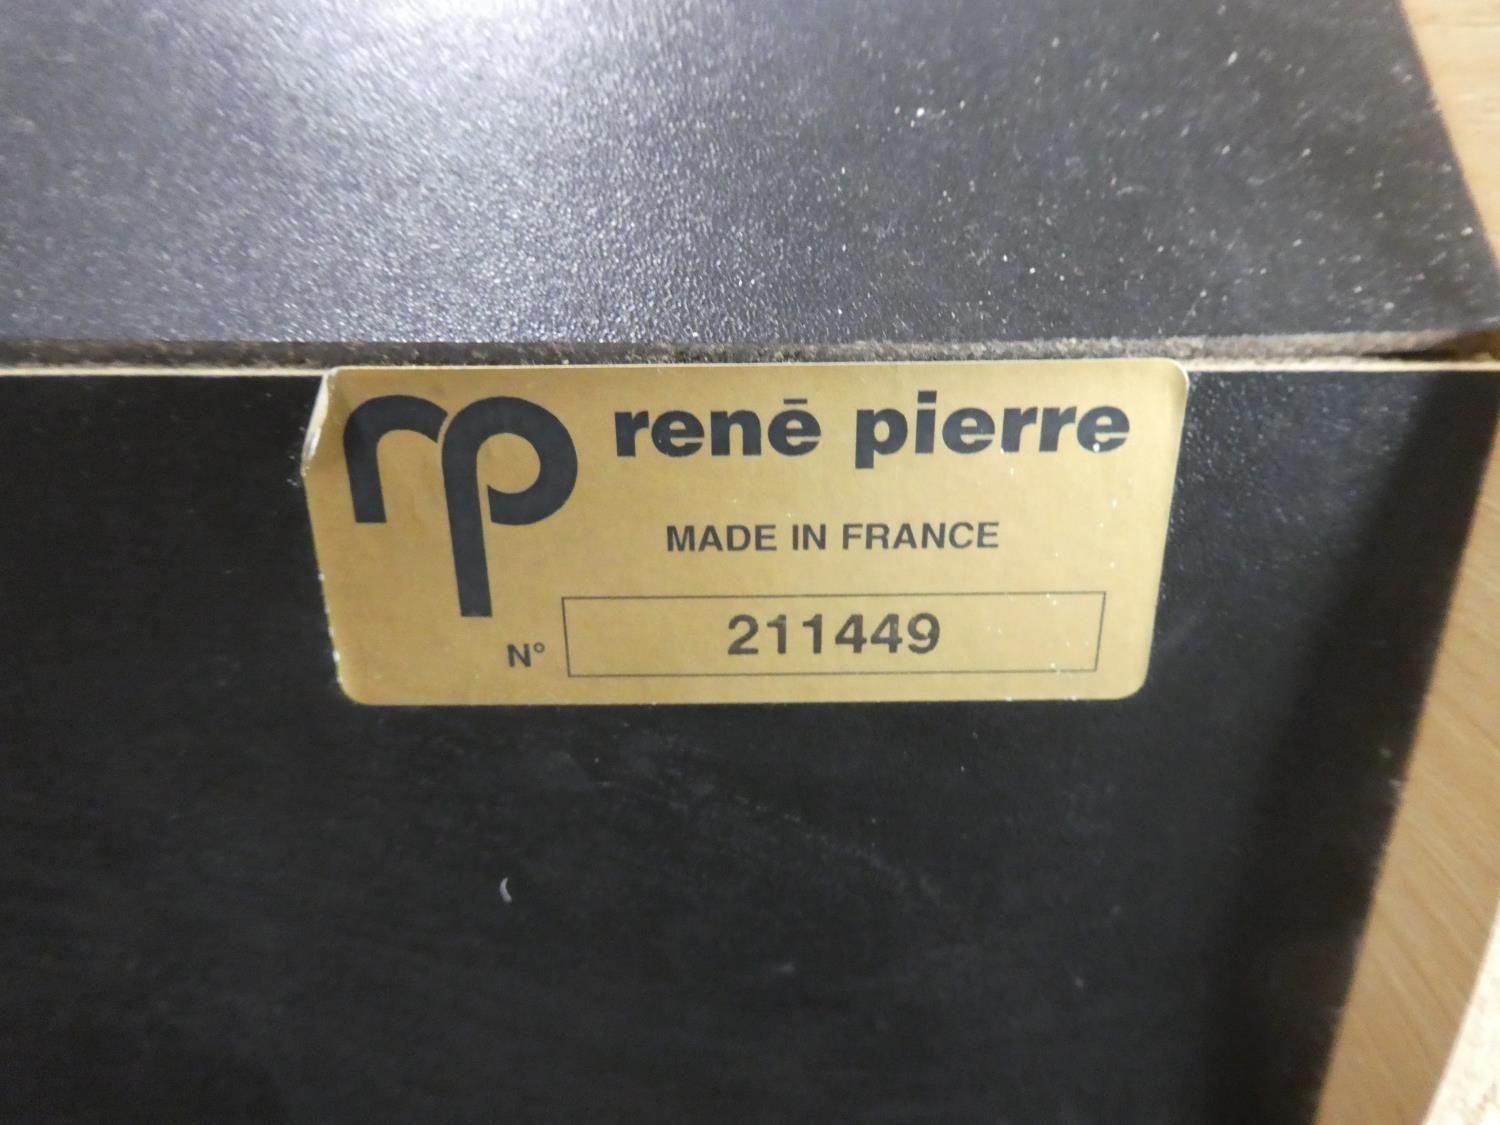 rp renē pierre
MADE IN FRANCE
N° 211449